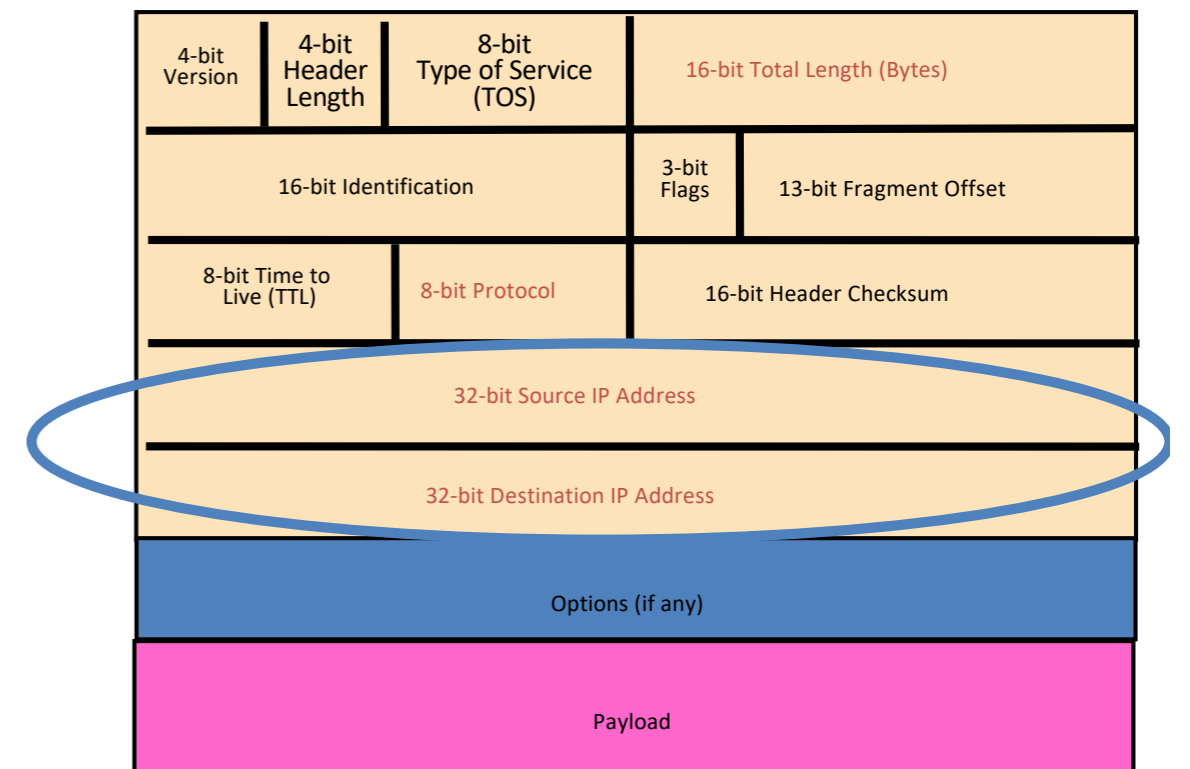 4-bit
Version
4-bit
Header
Length
8-bit
Type of Service
(TOS)
16-bit Total Length (Bytes)
16-bit Identification
3-bit
Flags
13-bit Fragment Offset
8-bit Time to
Live (TTL)
8-bit Protocol
16-bit Header Checksum
32-bit Source IP Address
32-bit Destination IP Address
Options (if any)
Payload